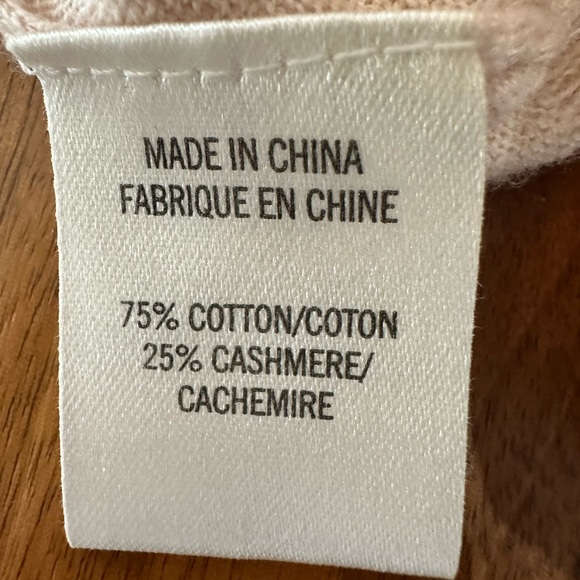 MADE IN CHINA
FABRIQUE EN CHINE
75% COTTON/COTON
25% CASHMERE/
CACHEMIRE